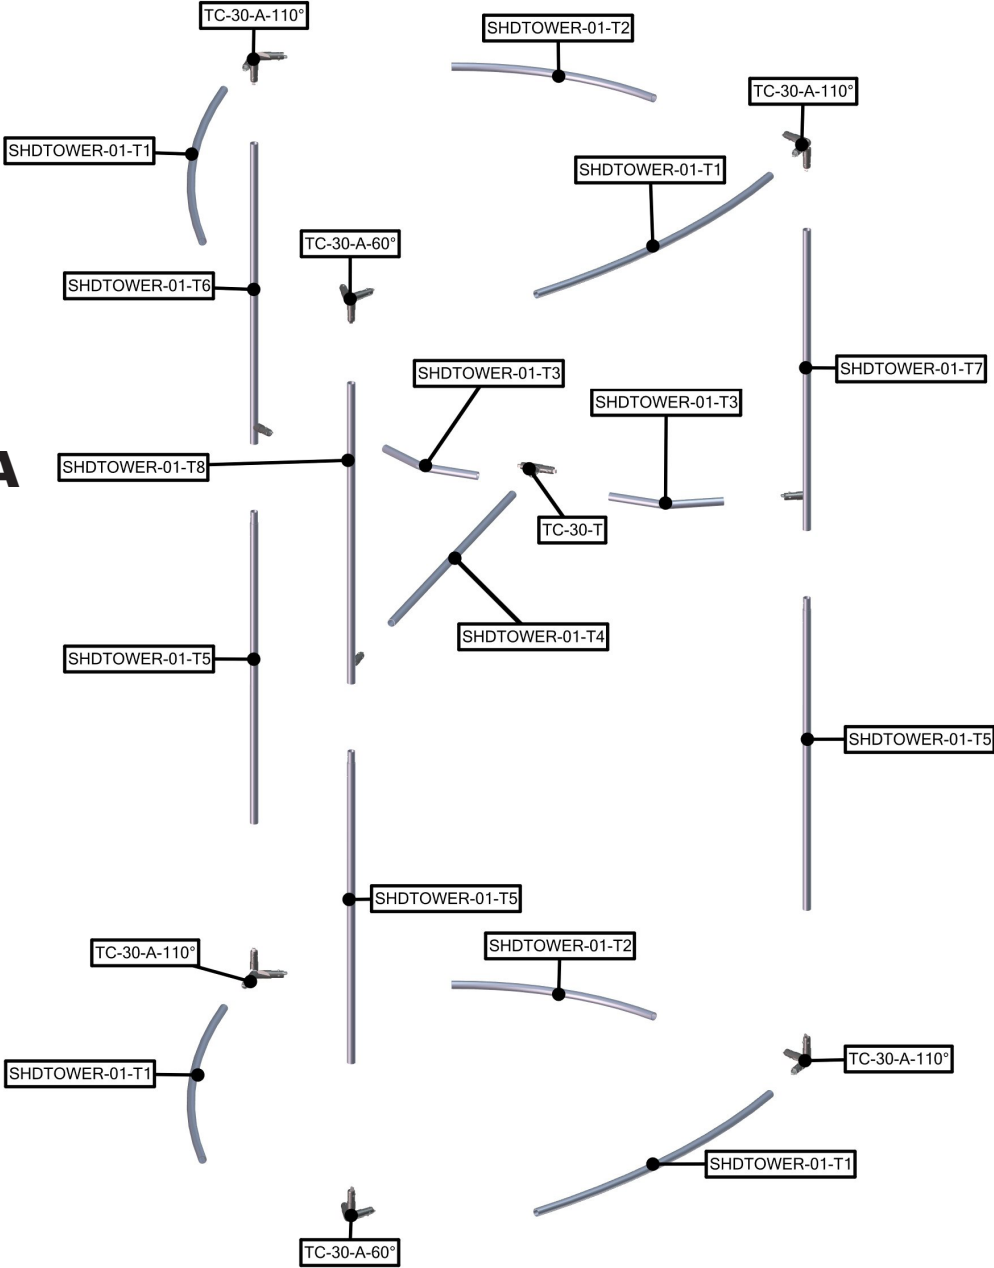 TC-30-A-110°
SHDTOWER-01-T2
TC-30-A-110°
SHDTOWER-01-T1
SHDTOWER-01-T1
TC-30-A-60°
SHDTOWER-01-T6
SHDTOWER-01-T7
SHDTOWER-01-T3
SHDTOWER-01-T3
SHDTOWER-01-T8
A
TC-30-T
SHDTOWER-01-T4
SHDTOWER-01-T5
SHDTOWER-01-T5
SHDTOWER-01-T5
TC-30-A-110°
SHDTOWER-01-T2
TC-30-A-110°
SHDTOWER-01-T1
SHDTOWER-01-T1
TC-30-A-60°